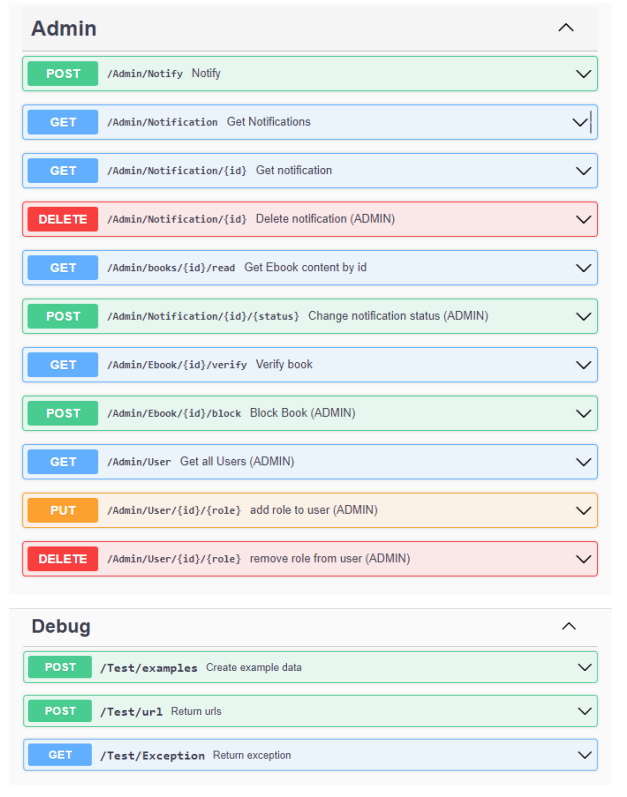 Admin
POST /Admin/Notify Notify
GET /Admin/Notification Get Notifications
GET /Admin/Notification/{id} Get notification
DELETE /Admin/Notification/{id} Delete notification (ADMIN)
GET /Admin/books/{id}/read Get Ebook content by id
POST /Admin/Notification/{id}/{status} Change notification status (ADMIN)
GET /Admin/Ebook/{id}/verify Verify book
POST /Admin/Ebook/{id}/block Block Book (ADMIN)
GET /Admin/User Get all Users (ADMIN)
PUT /Admin/User/{id}/{role} add role to user (ADMIN)
DELETE /Admin/User/{id}/{role} remove role from user (ADMIN)
Debug
POST /Test/examples Create example data
POST /Test/url Return urls
GET /Test/Exception Return exception